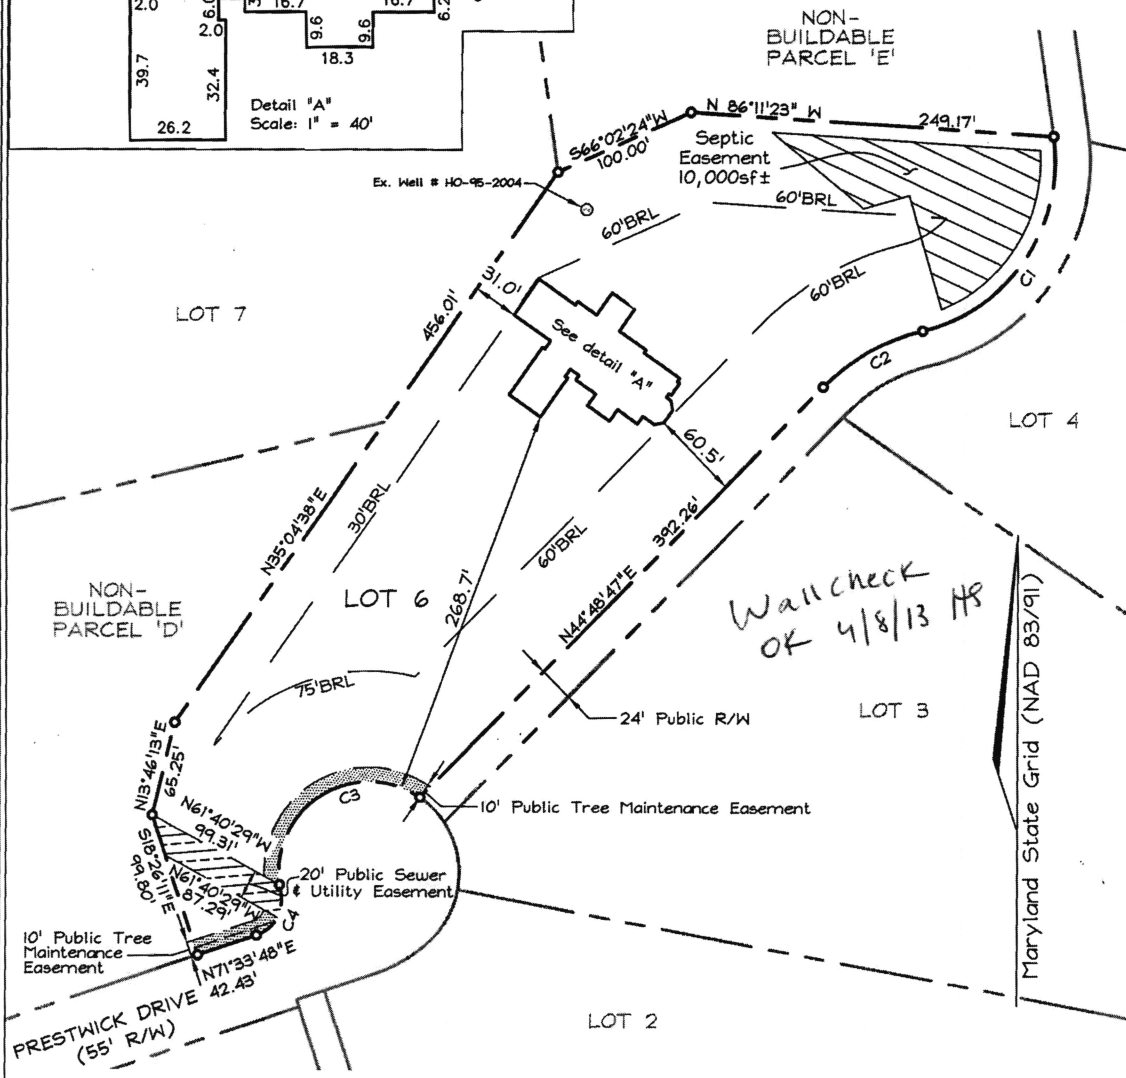 2.0
6.0
16.7
16.7
6.2
2.0
9.6
9.6
18.3
39.7
32.4
26.2
Detail "A"
Scale: 1" = 40'
NON-
BUILDABLE
PARCEL 'E'
N 86°11'23" W
249.17'
S66°02'24"W
100.00'
Septic
Easement
10,000sf±
Ex. Well # HO-95-2004
60'BRL
60'BRL
60'BRL
31.0'
See detail "A"
C1
C2
LOT 7
456.01'
LOT 4
60.5'
30'BRL
N35°04'38"E
60'BRL
392.26'
268.7'
LOT 6
N44°48'47"E
Wallcheck
OK 4/8/13 HS
NON-
BUILDABLE
PARCEL 'D'
75'BRL
24' Public R/W
LOT 3
Maryland State Grid (NAD 83/91)
N13°46'13"E
65.25'
C3
10' Public Tree Maintenance Easement
N61°40'29"W
99.31'
S18°26'11"E
99.80'
N61°40'29"W
87.29'
20' Public Sewer
& Utility Easement
C4
10' Public Tree
Maintenance
Easement
N71°33'48"E
42.43'
PRESTWICK DRIVE
(55' R/W)
LOT 2